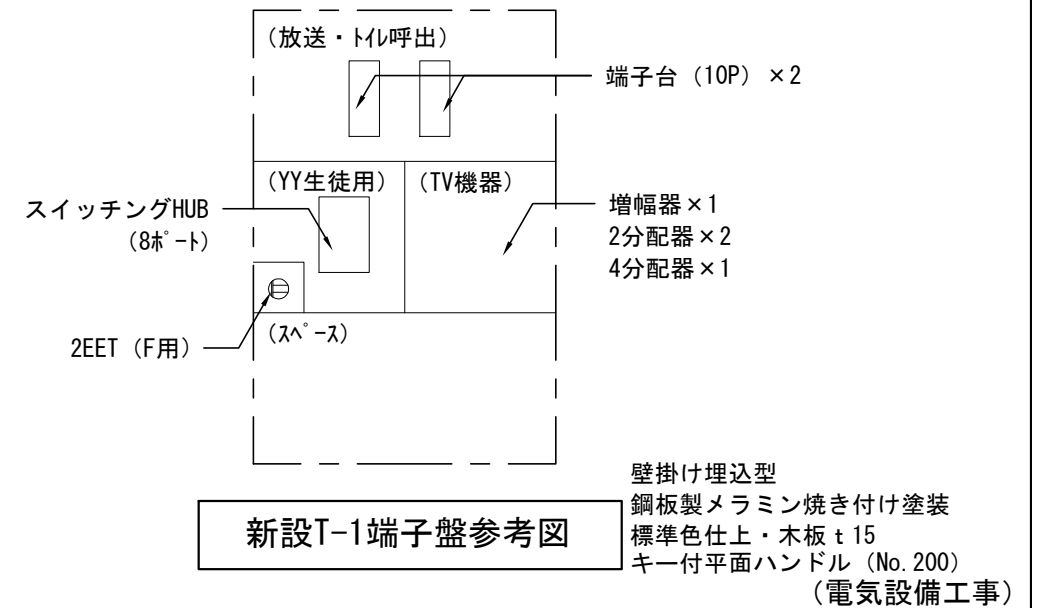 （放送・ﾄｲﾚ呼出）
端子台（10P）×2
（YY生徒用）
（TV機器）
スイッチングHUB
（8ﾎﾟｰﾄ）
増幅器×1
2分配器×2
4分配器×1
2EET（F用）
（ｽﾍﾟｰｽ）
新設T-1端子盤参考図
壁掛け埋込型
鋼板製メラミン焼き付け塗装
標準色仕上・木板ｔ15
キー付平面ハンドル（No.200）
（電気設備工事）